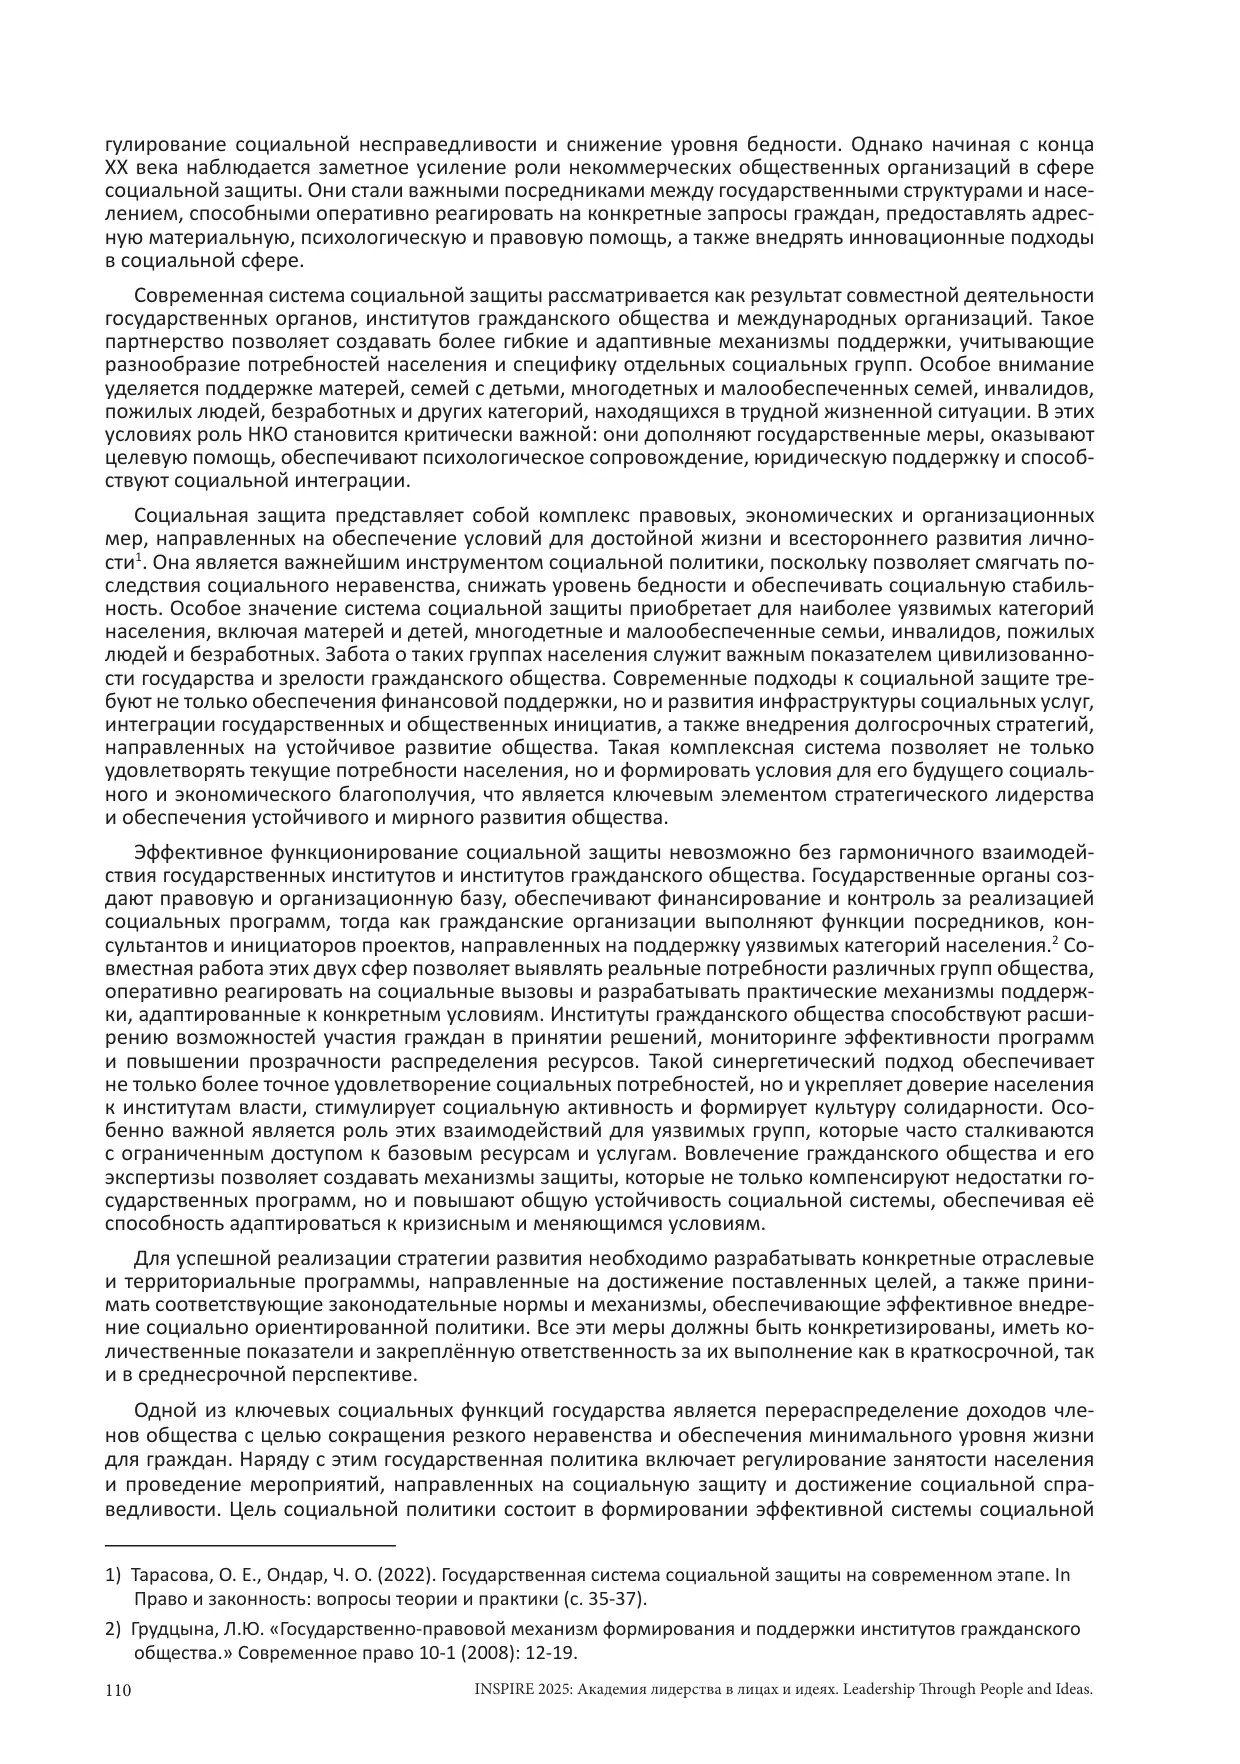 гулирование социальной несправедливости и снижение уровня бедности. Однако начиная с конца
XX века наблюдается заметное усиление роли некоммерческих общественных организаций в сфере
социальной защиты. Они стали важными посредниками между государственными структурами и насе-
лением, способными оперативно реагировать на конкретные запросы граждан, предоставлять адрес-
ную материальную, психологическую и правовую помощь, а также внедрять инновационные подходы
в социальной сфере.
Современная система социальной защиты рассматривается как результат совместной деятельности
государственных органов, институтов гражданского общества и международных организаций. Такое
партнерство позволяет создавать более гибкие и адаптивные механизмы поддержки, учитывающие
разнообразие потребностей населения и специфику отдельных социальных групп. Особое внимание
уделяется поддержке матерей, семей с детьми, многодетных и малообеспеченных семей, инвалидов,
пожилых людей, безработных и других категорий, находящихся в трудной жизненной ситуации. В этих
условиях роль НКО становится критически важной: они дополняют государственные меры, оказывают
целевую помощь, обеспечивают психологическое сопровождение, юридическую поддержку и способ-
ствуют социальной интеграции.
Социальная защита представляет собой комплекс правовых, экономических и организационных
мер, направленных на обеспечение условий для достойной жизни и всестороннего развития лично-
сти1. Она является важнейшим инструментом социальной политики, поскольку позволяет смягчать по-
следствия социального неравенства, снижать уровень бедности и обеспечивать социальную стабиль-
ность. Особое значение система социальной защиты приобретает для наиболее уязвимых категорий
населения, включая матерей и детей, многодетные и малообеспеченные семьи, инвалидов, пожилых
людей и безработных. Забота о таких группах населения служит важным показателем цивилизованно-
сти государства и зрелости гражданского общества. Современные подходы к социальной защите тре-
буют не только обеспечения финансовой поддержки, но и развития инфраструктуры социальных услуг,
интеграции государственных и общественных инициатив, а также внедрения долгосрочных стратегий,
направленных на устойчивое развитие общества. Такая комплексная система позволяет не только
удовлетворять текущие потребности населения, но и формировать условия для его будущего социаль-
ного и экономического благополучия, что является ключевым элементом стратегического лидерства
и обеспечения устойчивого и мирного развития общества.
Эффективное функционирование социальной защиты невозможно без гармоничного взаимодей-
ствия государственных институтов и институтов гражданского общества. Государственные органы соз-
дают правовую и организационную базу, обеспечивают финансирование и контроль за реализацией
социальных программ, тогда как гражданские организации выполняют функции посредников, кон-
сультантов и инициаторов проектов, направленных на поддержку уязвимых категорий населения.2 Со-
вместная работа этих двух сфер позволяет выявлять реальные потребности различных групп общества,
оперативно реагировать на социальные вызовы и разрабатывать практические механизмы поддерж-
ки, адаптированные к конкретным условиям. Институты гражданского общества способствуют расши-
рению возможностей участия граждан в принятии решений, мониторинге эффективности программ
и повышении прозрачности распределения ресурсов. Такой синергетический подход обеспечивает
не только более точное удовлетворение социальных потребностей, но и укрепляет доверие населения
к институтам власти, стимулирует социальную активность и формирует культуру солидарности. Осо-
бенно важной является роль этих взаимодействий для уязвимых групп, которые часто сталкиваются
с ограниченным доступом к базовым ресурсам и услугам. Вовлечение гражданского общества и его
экспертизы позволяет создавать механизмы защиты, которые не только компенсируют недостатки го-
сударственных программ, но и повышают общую устойчивость социальной системы, обеспечивая её
способность адаптироваться к кризисным и меняющимся условиям.
Для успешной реализации стратегии развития необходимо разрабатывать конкретные отраслевые
и территориальные программы, направленные на достижение поставленных целей, а также прини-
мать соответствующие законодательные нормы и механизмы, обеспечивающие эффективное внедре-
ние социально ориентированной политики. Все эти меры должны быть конкретизированы, иметь ко-
личественные показатели и закреплённую ответственность за их выполнение как в краткосрочной, так
и в среднесрочной перспективе.
Одной из ключевых социальных функций государства является перераспределение доходов чле-
нов общества с целью сокращения резкого неравенства и обеспечения минимального уровня жизни
для граждан. Наряду с этим государственная политика включает регулирование занятости населения
и проведение мероприятий, направленных на социальную защиту и достижение социальной спра-
ведливости. Цель социальной политики состоит в формировании эффективной системы социальной
1) Тарасова, О. Е., Ондар, Ч. О. (2022). Государственная система социальной защиты на современном этапе. In
Право и законность: вопросы теории и практики (с. 35-37).
2) Грудцына, Л.Ю. «Государственно-правовой механизм формирования и поддержки институтов гражданского
общества.» Современное право 10-1 (2008): 12-19.
110 INSPIRE 2025: Академия лидерства в лицах и идеях. Leadership Through People and Ideas.